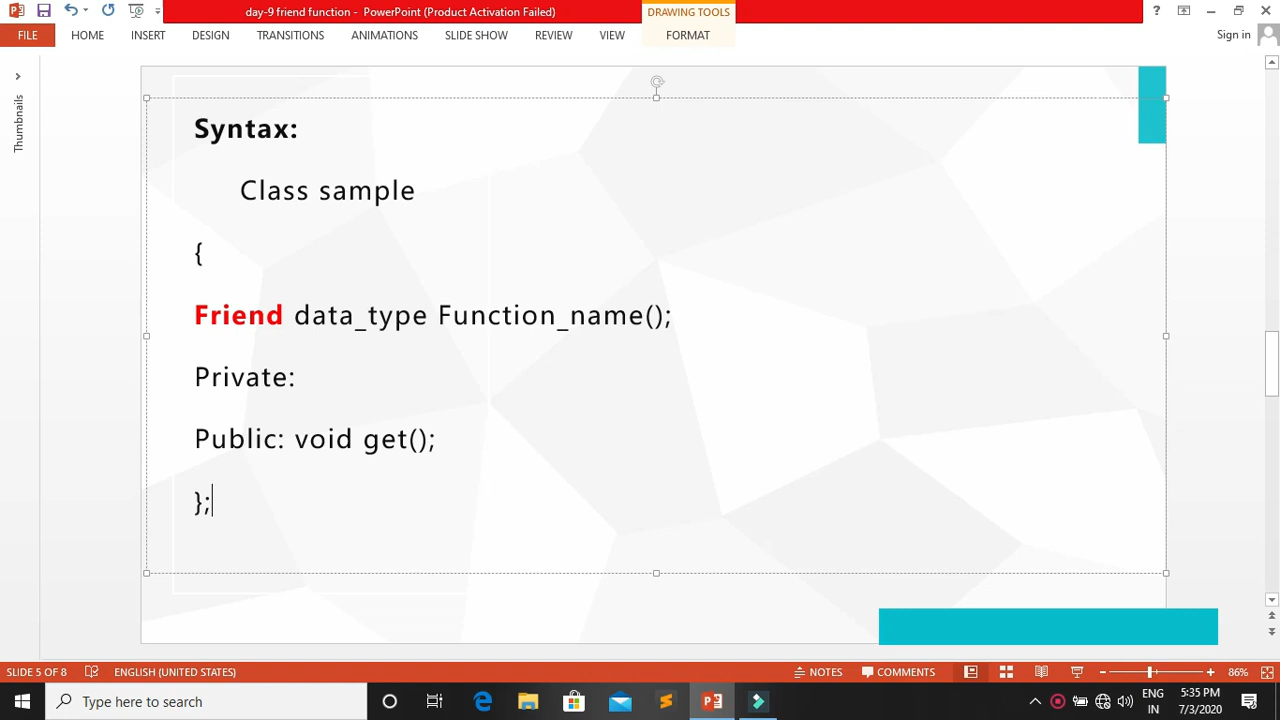 day-9 friend function - PowerPoint (Product Activation Failed)
DRAWING TOOLS
?
FILE HOME INSERT DESIGN TRANSITIONS ANIMATIONS SLIDE SHOW REVIEW VIEW FORMAT Sign in
Thumbnails
Syntax:
Class sample
{
Friend data_type Function_name();
Private:
Public: void get();
};
SLIDE 5 OF 8 ENGLISH (UNITED STATES) NOTES COMMENTS 86%
Type here to search
ENG
IN
5:35 PM
7/3/2020